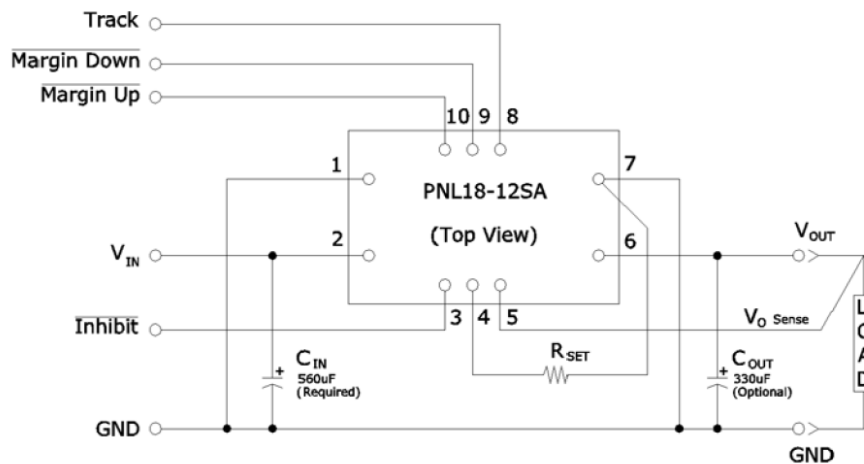 Track
Margin Down
Margin Up
10 9 8
1
7
PNL18-12SA
(Top View)
2
6
VIN
VOUT
3 4 5
Inhibit
VO Sense
LOAD
RSET
CIN
560uF
(Required)
COUT
330uF
(Optional)
GND
GND